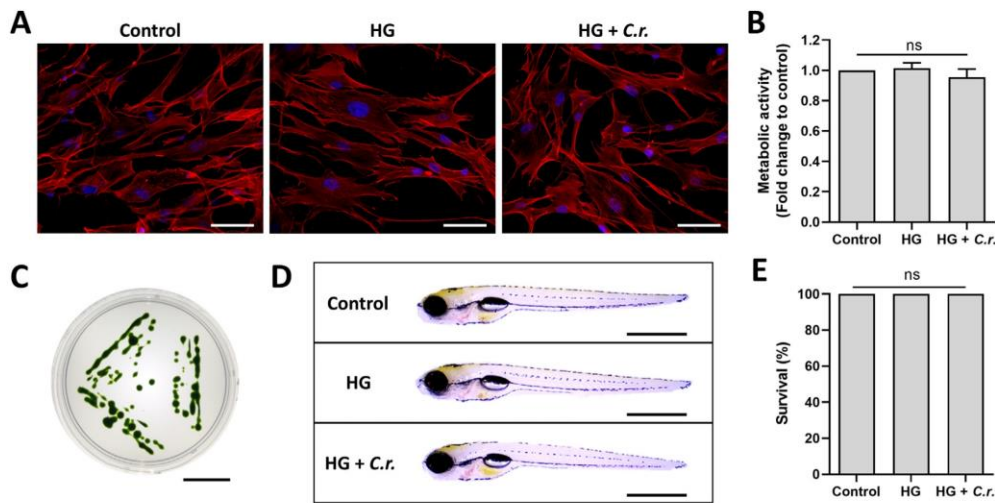 A
Control
HG
HG + C.r.
B
Metabolic activity
(Fold change to control)
1.2
1.0
0.8
0.6
0.4
0.2
0.0
ns
Control
HG
HG + C.r.
C
D
Control
HG
HG + C.r.
E
Survival (%)
100
80
60
40
20
0
ns
Control
HG
HG + C.r.